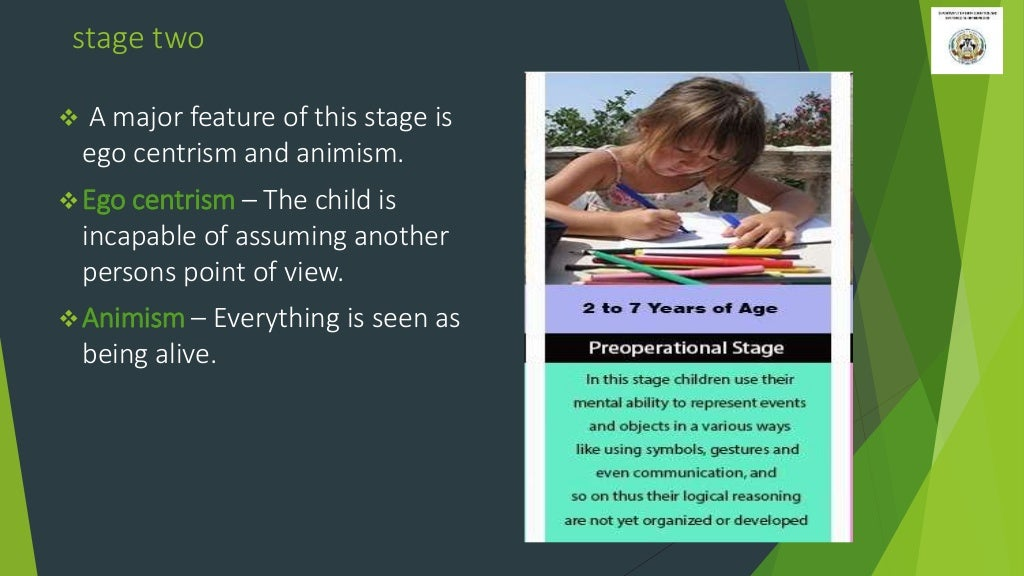 stage two
❖ A major feature of this stage is
ego centrism and animism.
❖ Ego centrism – The child is
incapable of assuming another
persons point of view.
❖ Animism – Everything is seen as
being alive.
2 to 7 Years of Age
Preoperational Stage
In this stage children use their
mental ability to represent events
and objects in a various ways
like using symbols, gestures and
even communication, and
so on thus their logical reasoning
are not yet organized or developed